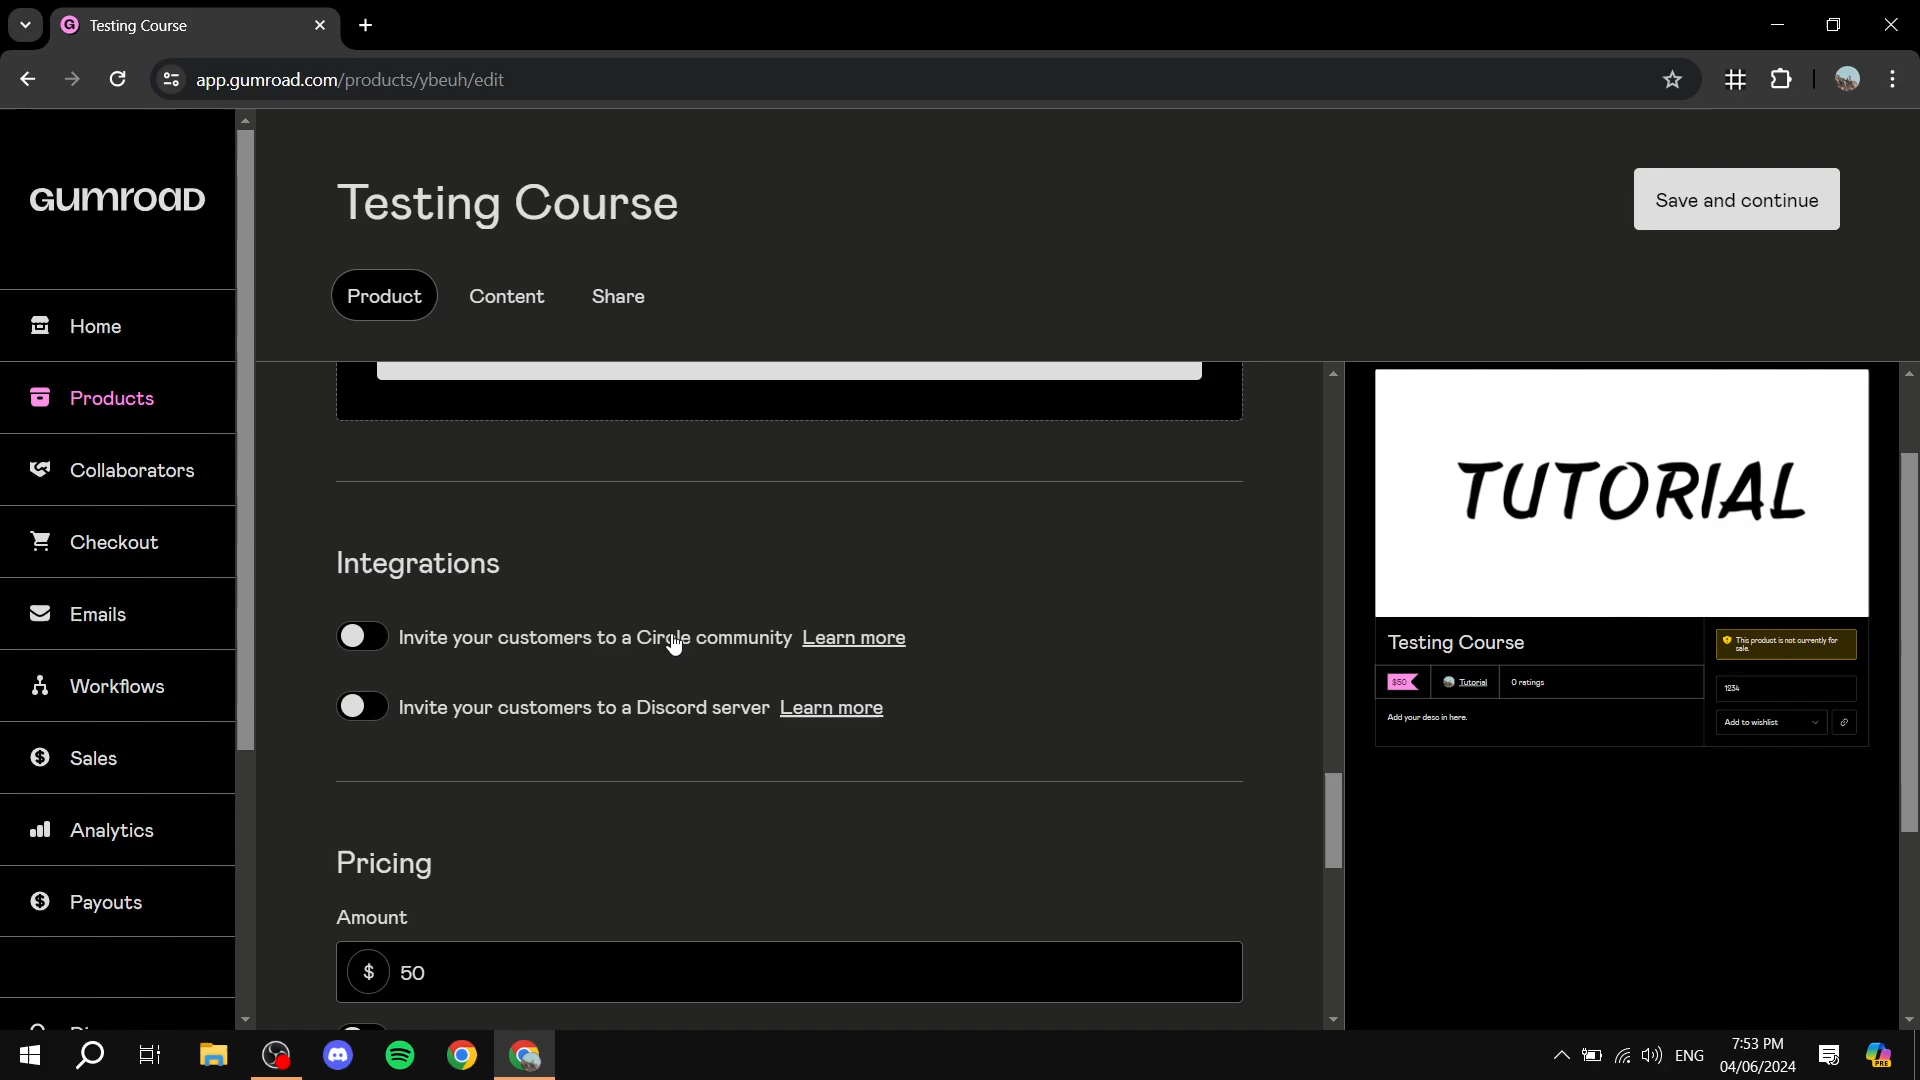 Testing Course
app.gumroad.com/products/ybeuh/edit
GUMROAD
Testing Course
Save and continue
Product
Content
Share
Home
Products
Collaborators
Checkout
Emails
Workflows
Sales
Analytics
Payouts
Integrations
Invite your customers to a Circle community Learn more
Invite your customers to a Discord server Learn more
Pricing
Amount
$ 50
TUTORIAL
Testing Course
This product is not currently for
sale.
$50
Tutorial
0 ratings
1234
Add your desc in here.
Add to wishlist
ENG
7:53 PM
04/06/2024
PRE